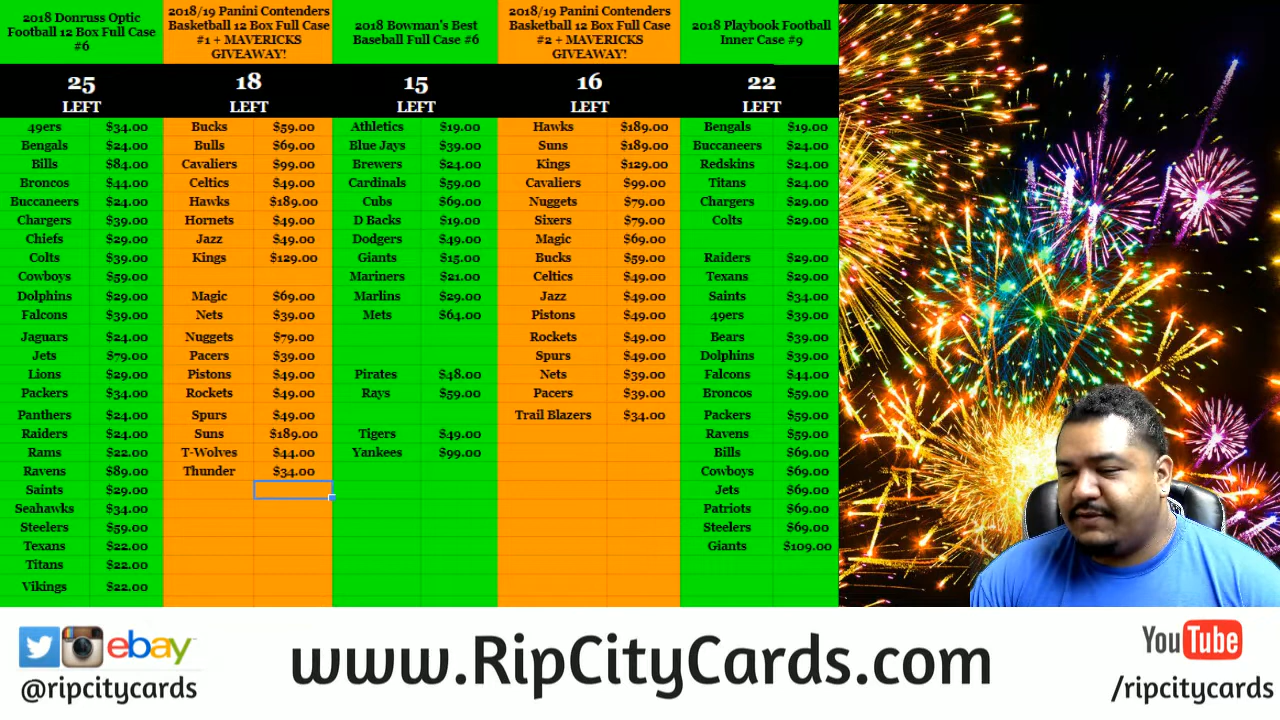 2018 Donruss Optic
Football 12 Box Full Case
#6
25
LEFT
49ers $34.00
Bengals $24.00
Bills $84.00
Broncos $44.00
Buccaneers $24.00
Chargers $39.00
Chiefs $29.00
Colts $39.00
Cowboys $59.00
Dolphins $29.00
Falcons $39.00
Jaguars $24.00
Jets $79.00
Lions $29.00
Packers $34.00
Panthers $24.00
Raiders $24.00
Rams $22.00
Ravens $89.00
Saints $29.00
Seahawks $34.00
Steelers $59.00
Texans $22.00
Titans $22.00
Vikings $22.00
2018/19 Panini Contenders
Basketball 12 Box Full Case
#1 + MAVERICKS
GIVEAWAY!
18
LEFT
Bucks $59.00
Bulls $69.00
Cavaliers $99.00
Celtics $49.00
Hawks $189.00
Hornets $49.00
Jazz $49.00
Kings $129.00
Magic $69.00
Nets $39.00
Nuggets $79.00
Pacers $39.00
Pistons $49.00
Rockets $49.00
Spurs $49.00
Suns $189.00
T-Wolves $44.00
Thunder $34.00
2018 Bowman's Best
Baseball Full Case #6
15
LEFT
Athletics $19.00
Blue Jays $39.00
Brewers $24.00
Cardinals $59.00
Cubs $69.00
D Backs $19.00
Dodgers $49.00
Giants $15.00
Mariners $21.00
Marlins $29.00
Mets $64.00
Pirates $48.00
Rays $59.00
Tigers $49.00
Yankees $99.00
2018/19 Panini Contenders
Basketball 12 Box Full Case
#2 + MAVERICKS
GIVEAWAY!
16
LEFT
Hawks $189.00
Suns $189.00
Kings $129.00
Cavaliers $99.00
Nuggets $79.00
Sixers $79.00
Magic $69.00
Bucks $59.00
Celtics $49.00
Jazz $49.00
Pistons $49.00
Rockets $49.00
Spurs $49.00
Nets $39.00
Pacers $39.00
Trail Blazers $34.00
2018 Playbook Football
Inner Case #9
22
LEFT
Bengals $19.00
Buccaneers $24.00
Redskins $24.00
Titans $24.00
Chargers $29.00
Colts $29.00
Raiders $29.00
Texans $29.00
Saints $34.00
49ers $39.00
Bears $39.00
Dolphins $39.00
Falcons $44.00
Broncos $59.00
Packers $59.00
Ravens $59.00
Bills $69.00
Cowboys $69.00
Jets $69.00
Patriots $69.00
Steelers $69.00
Giants $109.00
ebay
@ripcitycards
www.RipCityCards.com
YouTube
/ripcitycards